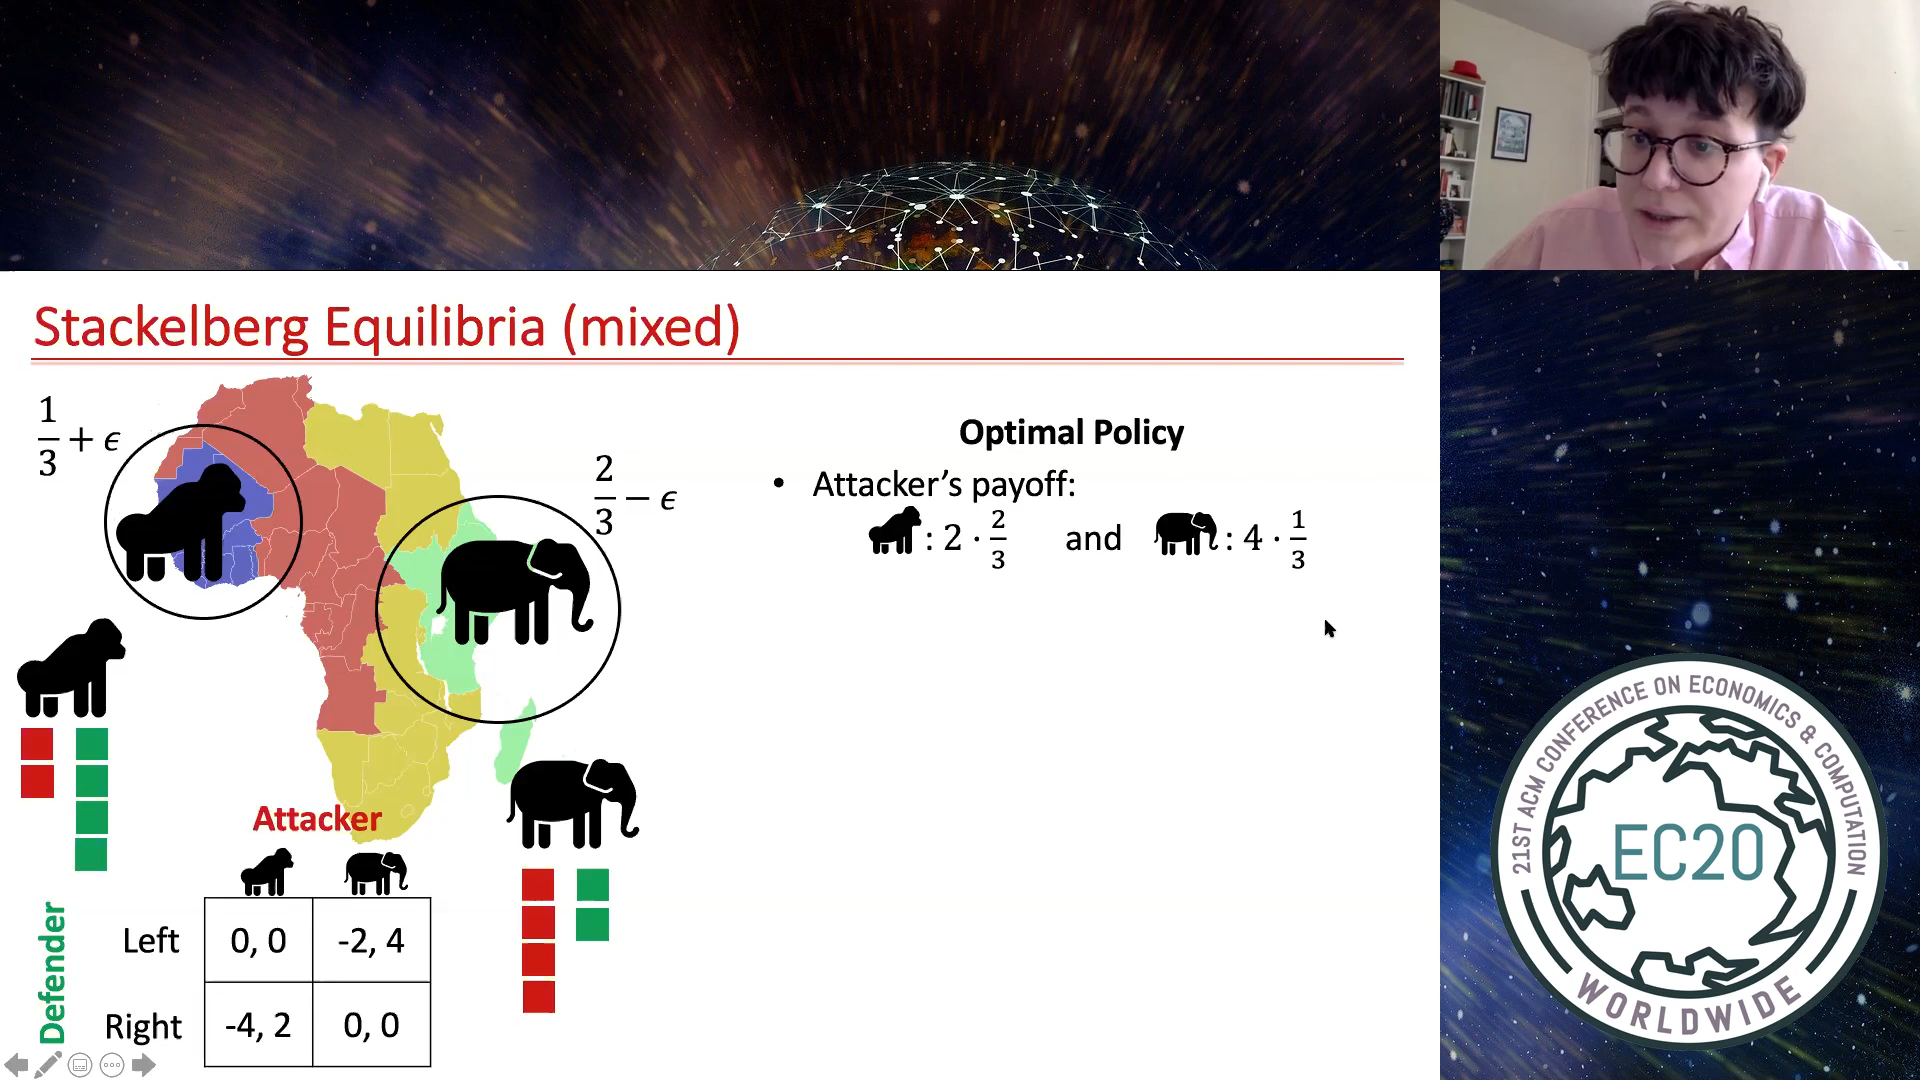 Stackelberg Equilibria (mixed)
1/3 + ϵ
2/3 − ϵ
Optimal Policy
• Attacker's payoff:
: 2 · 2/3 and : 4 · 1/3
Attacker
Defender
Left 0, 0 -2, 4
Right -4, 2 0, 0
21ST ACM CONFERENCE ON ECONOMICS & COMPUTATION
EC20
WORLDWIDE